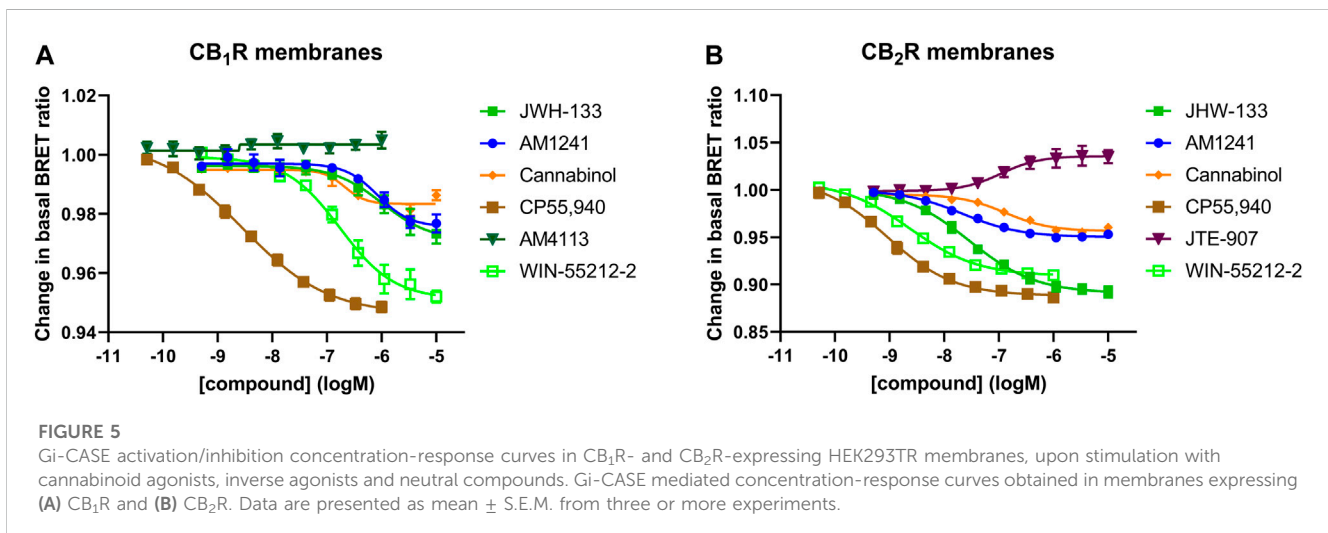 A
CB₁R membranes
Change in basal BRET ratio
1.02
1.00
0.98
0.96
0.94
-11 -10 -9 -8 -7 -6 -5
[compound] (logM)
JWH-133
AM1241
Cannabinol
CP55,940
AM4113
WIN-55212-2
B
CB₂R membranes
Change in basal BRET ratio
1.10
1.05
1.00
0.95
0.90
0.85
-11 -10 -9 -8 -7 -6 -5
[compound] (logM)
JHW-133
AM1241
Cannabinol
CP55,940
JTE-907
WIN-55212-2
FIGURE 5
Gi-CASE activation/inhibition concentration-response curves in CB₁R- and CB₂R-expressing HEK293TR membranes, upon stimulation with
cannabinoid agonists, inverse agonists and neutral compounds. Gi-CASE mediated concentration-response curves obtained in membranes expressing
(A) CB₁R and (B) CB₂R. Data are presented as mean ± S.E.M. from three or more experiments.